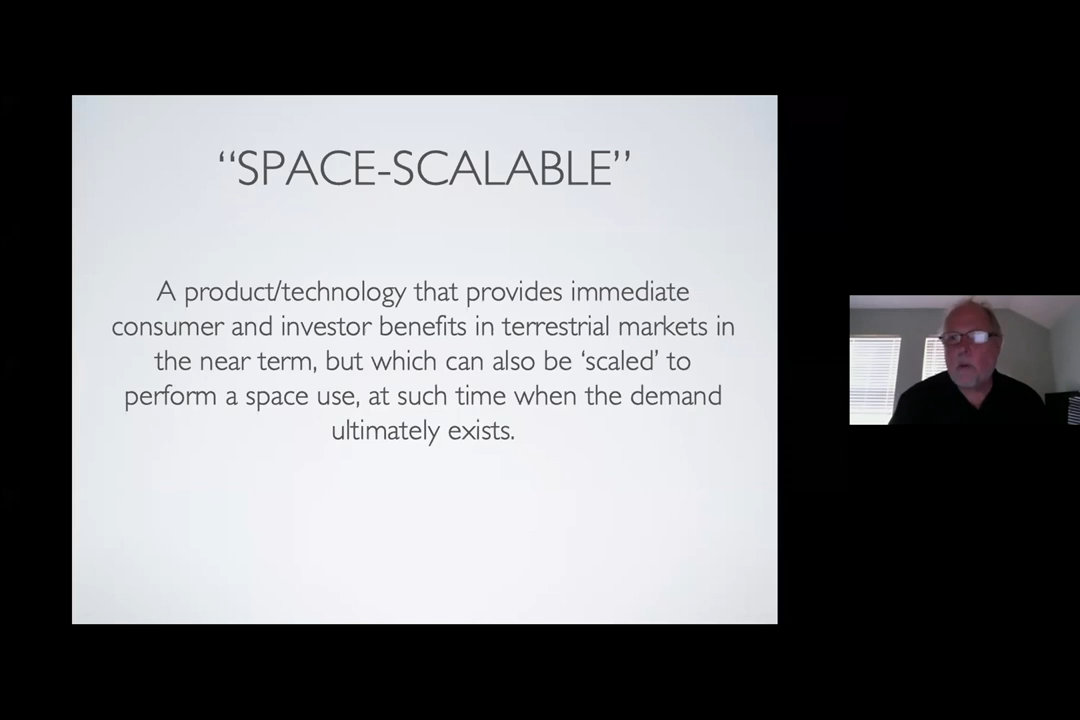 “SPACE-SCALABLE”
A product/technology that provides immediate
consumer and investor benefits in terrestrial markets in
the near term, but which can also be ‘scaled’ to
perform a space use, at such time when the demand
ultimately exists.